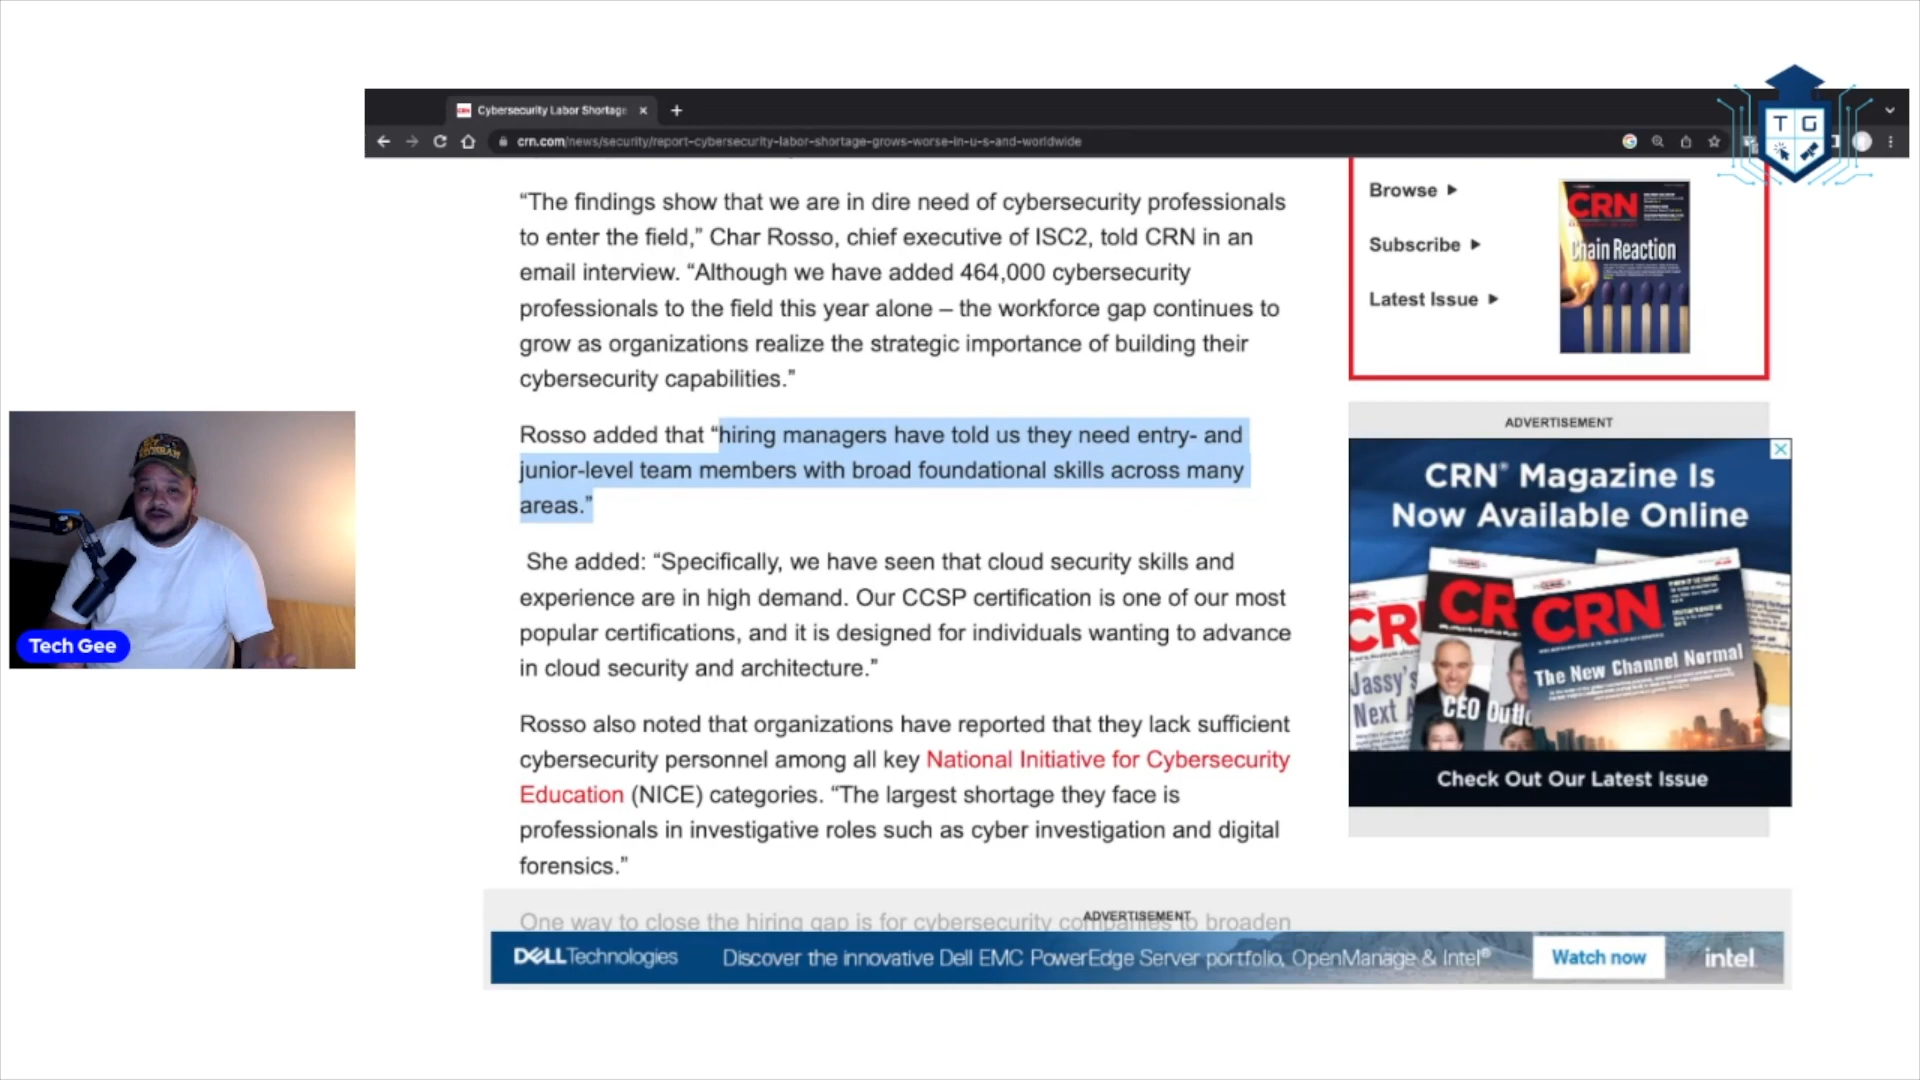 CRN
Cybersecurity Labor Shortage
crn.com/news/security/report-cybersecurity-labor-shortage-grows-worse-in-u-s-and-worldwide
T G
“The findings show that we are in dire need of cybersecurity professionals
to enter the field,” Char Rosso, chief executive of ISC2, told CRN in an
email interview. “Although we have added 464,000 cybersecurity
professionals to the field this year alone – the workforce gap continues to
grow as organizations realize the strategic importance of building their
cybersecurity capabilities.”
Rosso added that “hiring managers have told us they need entry- and
junior-level team members with broad foundational skills across many
areas.”
She added: “Specifically, we have seen that cloud security skills and
experience are in high demand. Our CCSP certification is one of our most
popular certifications, and it is designed for individuals wanting to advance
in cloud security and architecture.”
Rosso also noted that organizations have reported that they lack sufficient
cybersecurity personnel among all key National Initiative for Cybersecurity
Education (NICE) categories. “The largest shortage they face is
professionals in investigative roles such as cyber investigation and digital
forensics.”
One way to close the hiring gap is for cybersecurity companies to broaden
Browse
Subscribe
Latest Issue
CRN
Chain Reaction
ADVERTISEMENT
CRN® Magazine Is
Now Available Online
CR
CR
CRN
The New Channel Normal
Jassy's
Next
CEO Outl
Check Out Our Latest Issue
VETERAN
Tech Gee
ADVERTISEMENT
DELL Technologies
Discover the innovative Dell EMC PowerEdge Server portfolio, OpenManage & Intel®
Watch now
intel